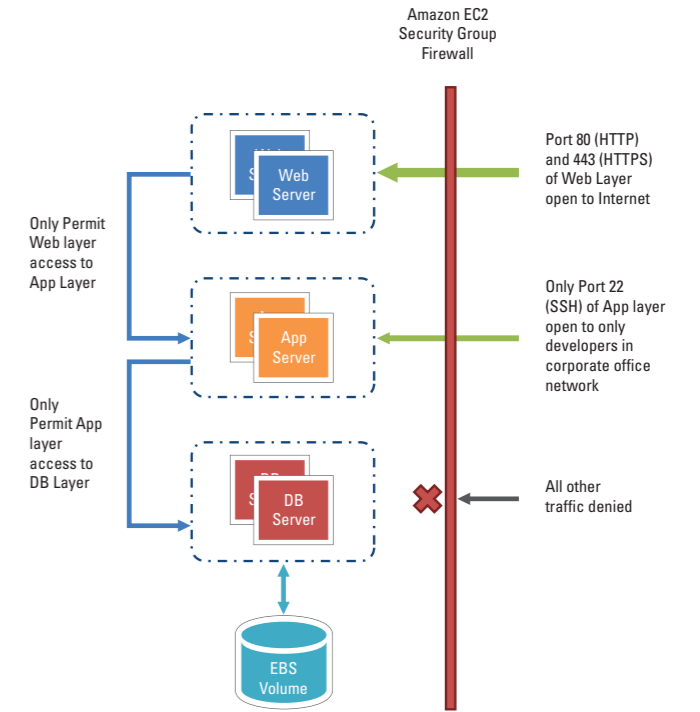 Amazon EC2
Security Group
Firewall
Port 80 (HTTP)
and 443 (HTTPS)
of Web Layer
open to Internet
Web
Server
Only Permit
Web layer
access to
App Layer
Only Port 22
(SSH) of App layer
open to only
developers in
corporate office
network
App
Server
Only
Permit App
layer
access to
DB Layer
DB
Server
All other
traffic denied
EBS
Volume